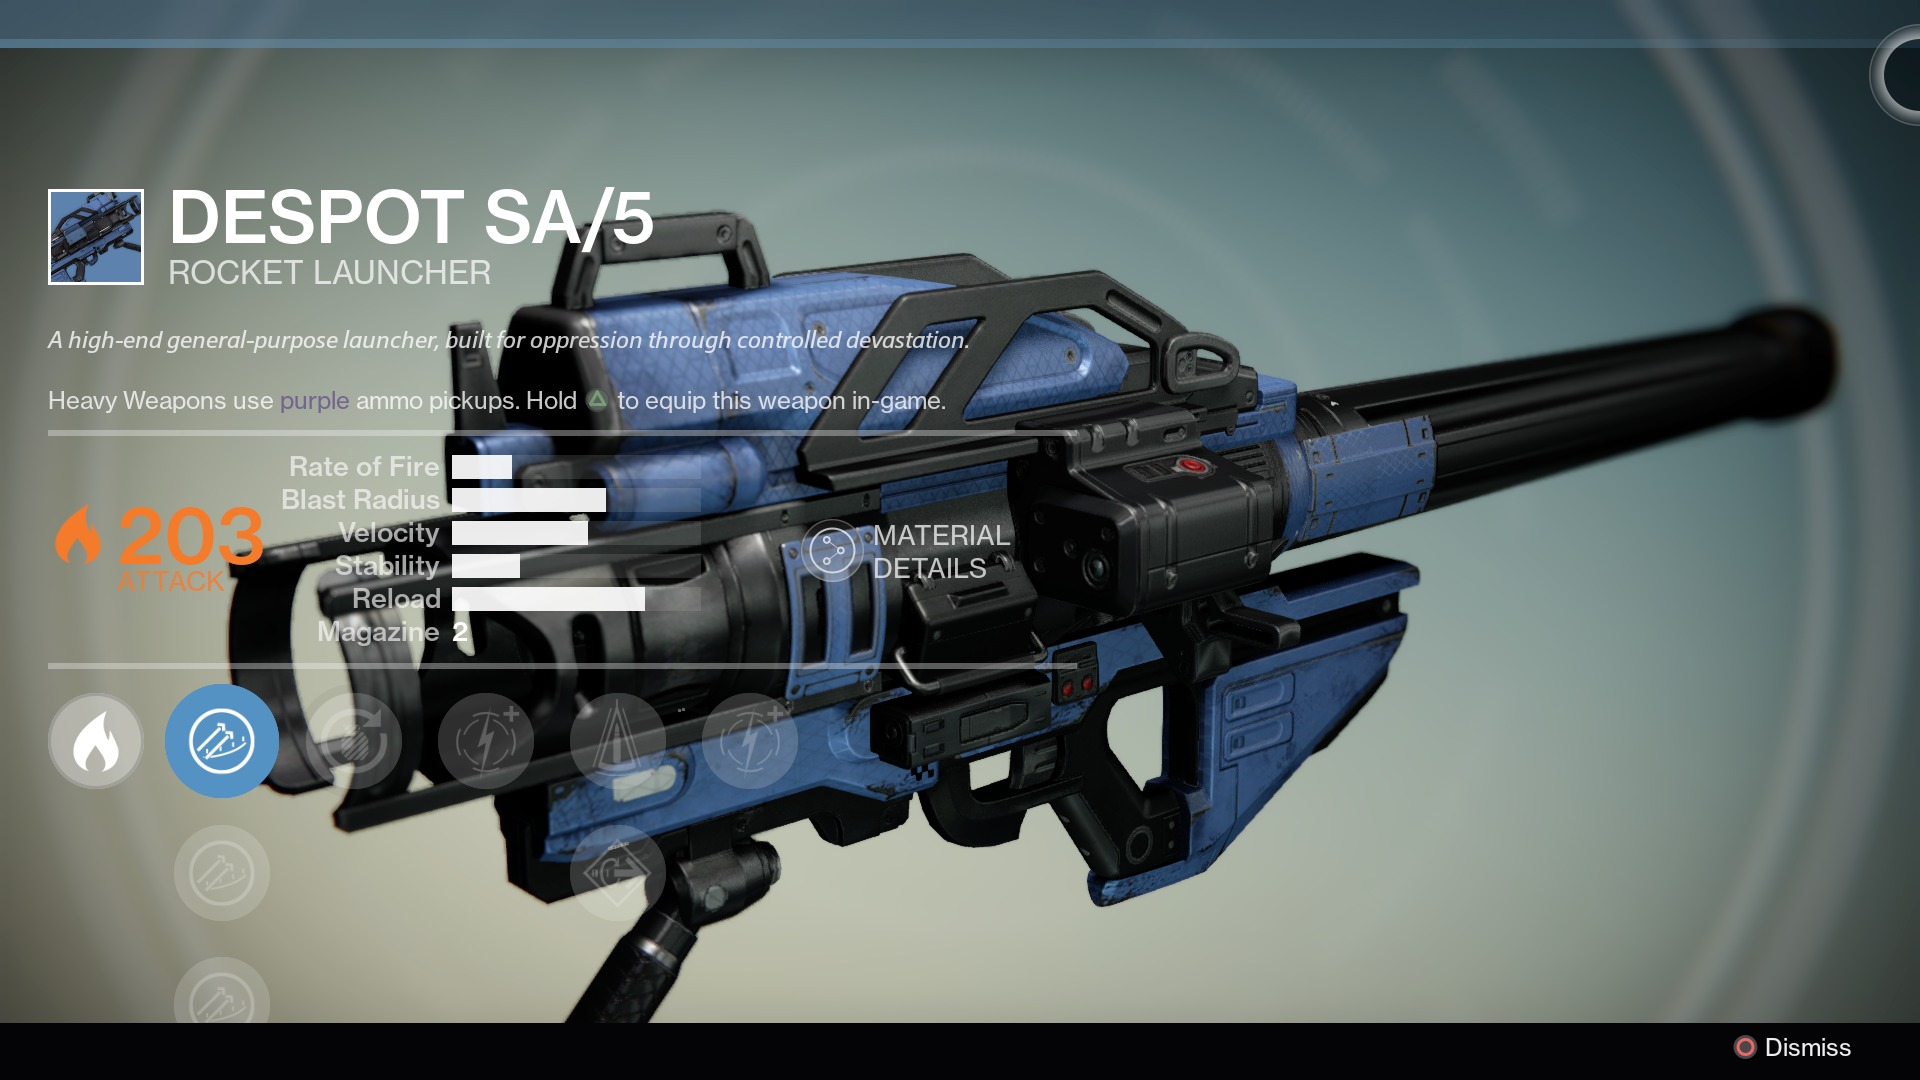 DESPOT SA/5
ROCKET LAUNCHER
A high-end general-purpose launcher, built for oppression through controlled devastation.
Heavy Weapons use purple ammo pickups. Hold to equip this weapon in-game.
203
ATTACK
Rate of Fire
Blast Radius
Velocity
Stability
Reload
Magazine 2
MATERIAL
DETAILS
Dismiss